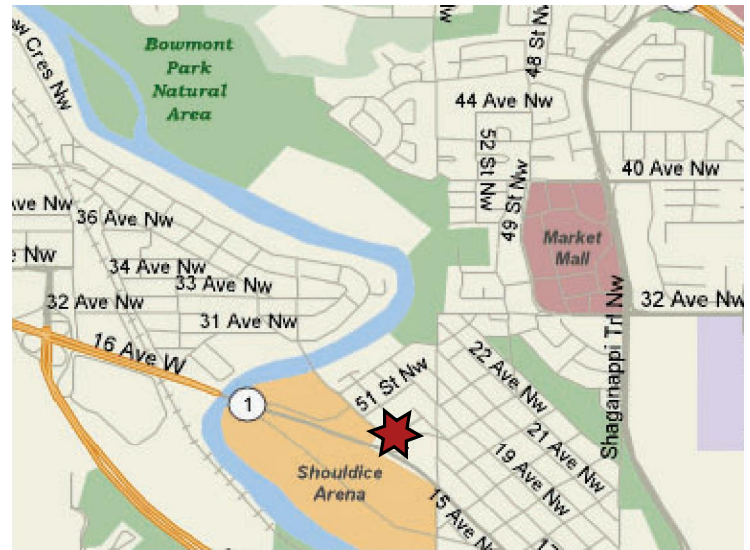 Bowmont
Park
Natural
Area
48 St Nw
44 Ave Nw
52 St Nw
40 Ave Nw
49 St Nw
36 Ave Nw
Market
Mall
34 Ave Nw
33 Ave Nw
32 Ave Nw
32 Ave Nw
31 Ave Nw
16 Ave W
Shaganappi Trl Nw
22 Ave Nw
51 St Nw
1
21 Ave Nw
19 Ave Nw
Shouldice
Arena
15 Ave Nw